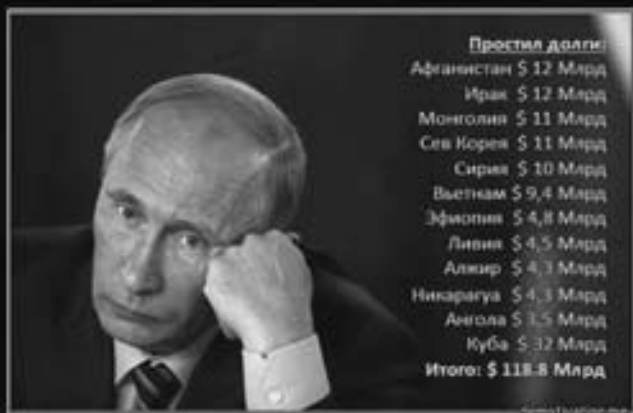 Простил долги:
Афганистан $ 12 Млрд
Ирак $ 12 Млрд
Монголия $ 11 Млрд
Сев Корея $ 11 Млрд
Сирия $ 10 Млрд
Вьетнам $ 9,4 Млрд
Эфиопия $ 4,8 Млрд
Ливия $ 4,5 Млрд
Алжир $ 4,3 Млрд
Никарагуа $ 4,3 Млрд
Ангола $ 3,5 Млрд
Куба $ 32 Млрд
Итого: $ 118.8 Млрд